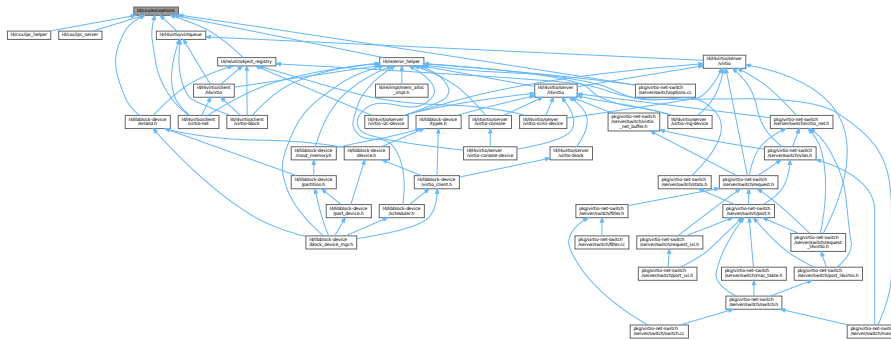 l4/cxx/exceptions
l4/cxx/ipc_helper
l4/cxx/ipc_server
l4/l4virtio/virtqueue
l4/re/util/object_registry
l4/re/error_helper
l4/l4virtio/server
/virtio
l4/l4virtio/client
/l4virtio
l4/re/impl/mem_alloc
_impl.h
l4/l4virtio/server
/l4virtio
pkg/virtio-net-switch
/server/switch/options.cc
l4/libblock-device
/errand.h
l4/l4virtio/client
/virtio-net
l4/l4virtio/client
/virtio-block
l4/l4virtio/server
/virtio-i2c-device
l4/libblock-device
/types.h
l4/l4virtio/server
/virtio-console
l4/l4virtio/server
/virtio-scmi-device
pkg/virtio-net-switch
/server/switch/virtio
_net_buffer.h
l4/l4virtio/server
/virtio-rng-device
pkg/virtio-net-switch
/server/switch/virtio_net.h
l4/libblock-device
/inout_memory.h
l4/libblock-device
/device.h
l4/l4virtio/server
/virtio-console-device
l4/l4virtio/server
/virtio-block
pkg/virtio-net-switch
/server/switch/vlan.h
l4/libblock-device
/partition.h
l4/libblock-device
/virtio_client.h
pkg/virtio-net-switch
/server/switch/stats.h
pkg/virtio-net-switch
/server/switch/request.h
l4/libblock-device
/part_device.h
l4/libblock-device
/scheduler.h
pkg/virtio-net-switch
/server/switch/filter.h
pkg/virtio-net-switch
/server/switch/port.h
l4/libblock-device
/block_device_mgr.h
pkg/virtio-net-switch
/server/switch/filter.cc
pkg/virtio-net-switch
/server/switch/request_ixl.h
pkg/virtio-net-switch
/server/switch/request
_l4virtio.h
pkg/virtio-net-switch
/server/switch/port_ixl.h
pkg/virtio-net-switch
/server/switch/mac_table.h
pkg/virtio-net-switch
/server/switch/port_l4virtio.h
pkg/virtio-net-switch
/server/switch/switch.h
pkg/virtio-net-switch
/server/switch/switch.cc
pkg/virtio-net-switch
/server/switch/mai